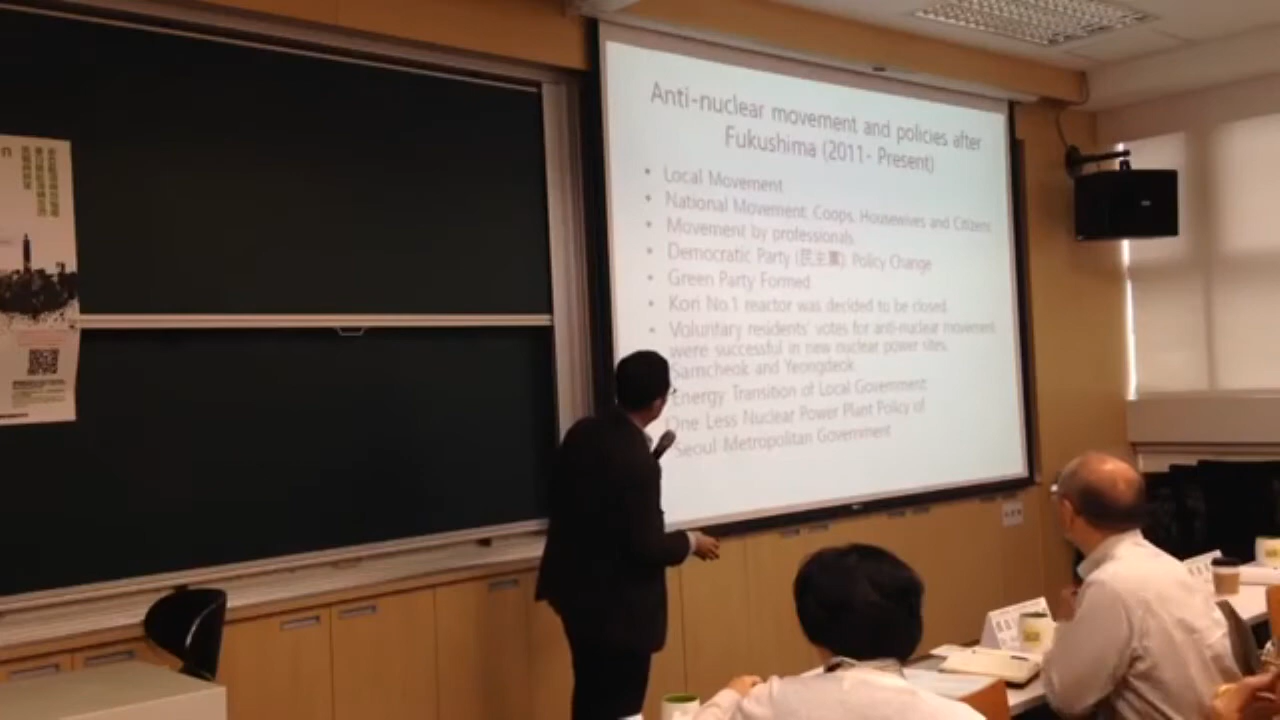 Anti-nuclear movement and policies after
Fukushima (2011- Present)
• Local Movement
• National Movement: Coops, Housewives and Citizens
• Movement by professionals
• Democratic Party (民主黨): Policy Change
• Green Party Formed
• Kori No.1 reactor was decided to be closed.
• Voluntary residents' votes for anti-nuclear movement
were successful in new nuclear power sites.
Samcheok and Yeongdeok
Energy Transition of Local Government
One Less Nuclear Power Plant Policy of
Seoul Metropolitan Government